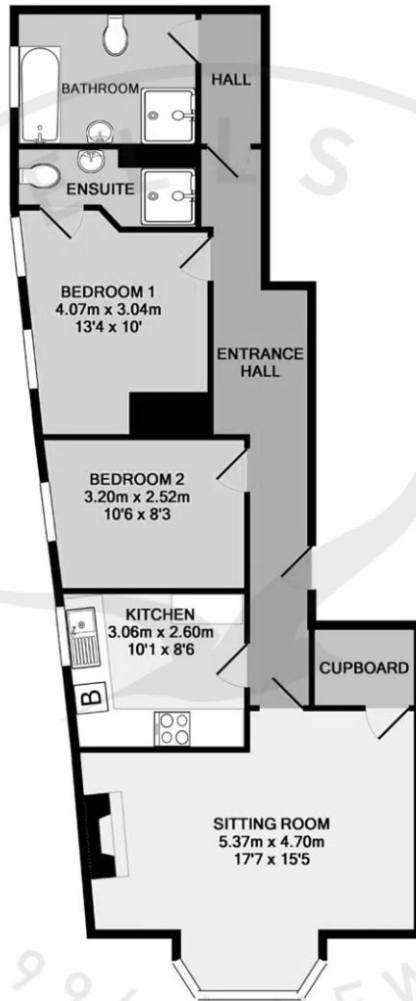 BATHROOM
HALL
ENSUITE
BEDROOM 1
4.07m x 3.04m
13'4 x 10'
ENTRANCE
HALL
BEDROOM 2
3.20m x 2.52m
10'6 x 8'3
KITCHEN
3.06m x 2.60m
10'1 x 8'6
B
CUPBOARD
SITTING ROOM
5.37m x 4.70m
17'7 x 15'5